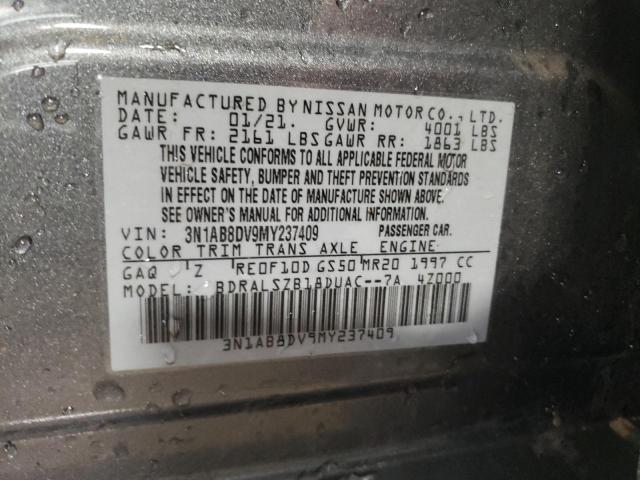 MANUFACTURED BY NISSAN MOTOR CO., LTD.
DATE: 01/21. GVWR: 4001 LBS
GAWR FR: 2161 LBS GAWR RR: 1863 LBS
THIS VEHICLE CONFORMS TO ALL APPLICABLE FEDERAL MOTOR
VEHICLE SAFETY, BUMPER AND THEFT PREVENTION STANDARDS
IN EFFECT ON THE DATE OF MANUFACTURE SHOWN ABOVE.
SEE OWNER'S MANUAL FOR ADDITIONAL INFORMATION.
VIN: 3N1AB8DV9MY237409 PASSENGER CAR.
COLOR TRIM TRANS AXLE ENGINE
GAQ Z RE0F10D GS50 MR20 1997 CC
MODEL: BDRALSZB18DUAC--7A 4Z000
3N1AB8DV9MY237409